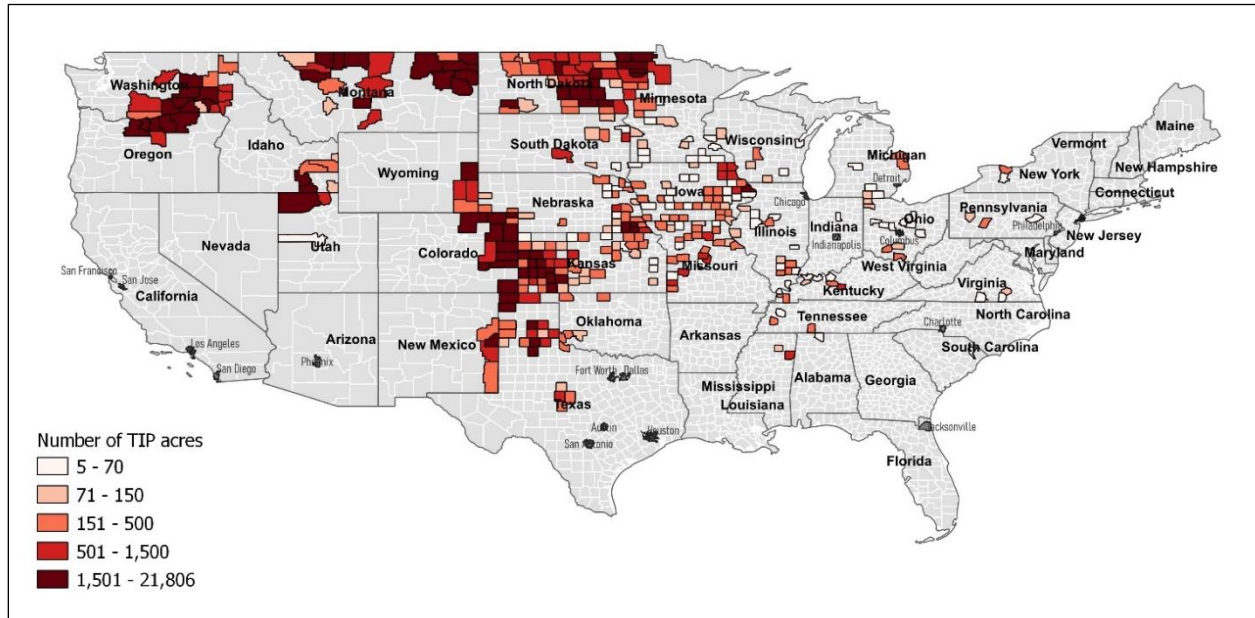 Washington
Montana
North Dakota
Minnesota
Maine
Oregon
Idaho
Wyoming
South Dakota
Wisconsin
Michigan
Detroit
Vermont
New Hampshire
New York
Connecticut
Nebraska
Iowa
Chicago
Pennsylvania
Philadelphia
New Jersey
Nevada
Utah
Colorado
Kansas
Missouri
Illinois
Indiana
Indianapolis
Ohio
Columbus
West Virginia
Maryland
San Francisco
San Jose
California
Kentucky
Virginia
Los Angeles
San Diego
Arizona
Phoenix
New Mexico
Oklahoma
Arkansas
Tennessee
North Carolina
Charlotte
South Carolina
Fort Worth
Dallas
Texas
Mississippi
Louisiana
Alabama
Georgia
Austin
San Antonio
Houston
Jacksonville
Florida
Number of TIP acres
5 - 70
71 - 150
151 - 500
501 - 1,500
1,501 - 21,806